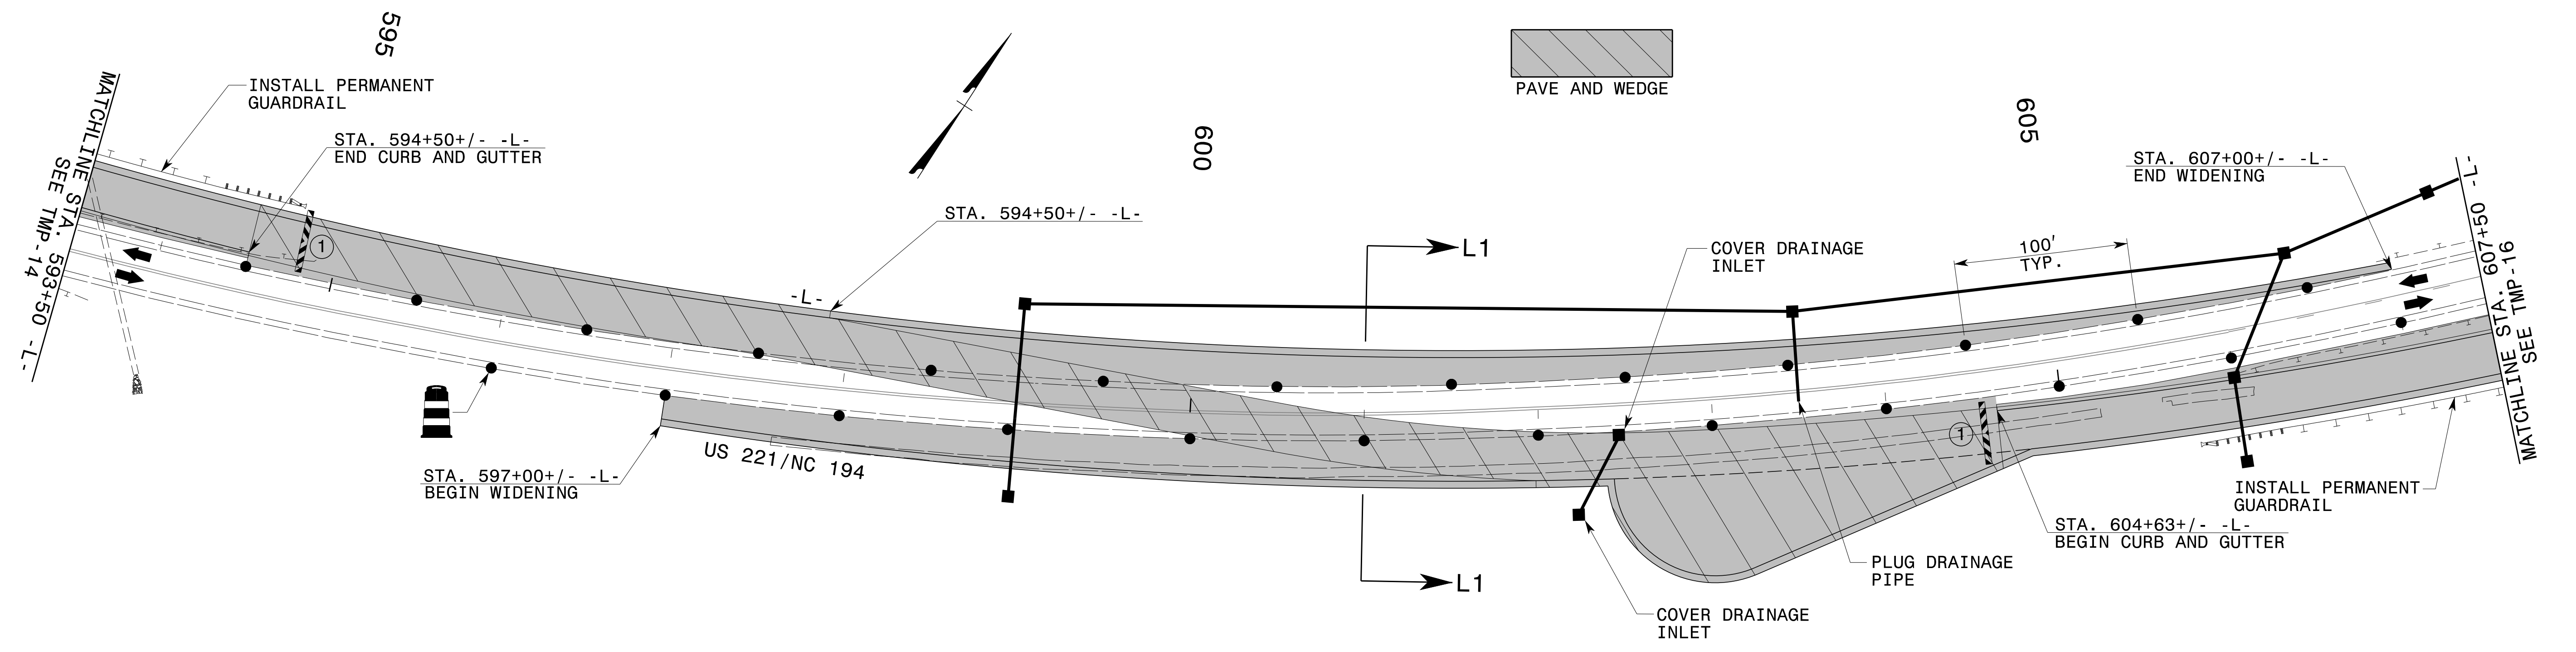 595
INSTALL PERMANENT
GUARDRAIL
STA. 594+50+/- -L-
END CURB AND GUTTER
MATCHLINE STA. 593+50 -L-
SEE TMP-14
1
STA. 594+50+/- -L-
-L-
600
PAVE AND WEDGE
605
L1
COVER DRAINAGE
INLET
100'
TYP.
STA. 607+00+/- -L-
END WIDENING
MATCHLINE STA. 607+50 -L-
SEE TMP-16
STA. 597+00+/- -L-
BEGIN WIDENING
US 221/NC 194
L1
1
INSTALL PERMANENT
GUARDRAIL
STA. 604+63+/- -L-
BEGIN CURB AND GUTTER
PLUG DRAINAGE
PIPE
COVER DRAINAGE
INLET